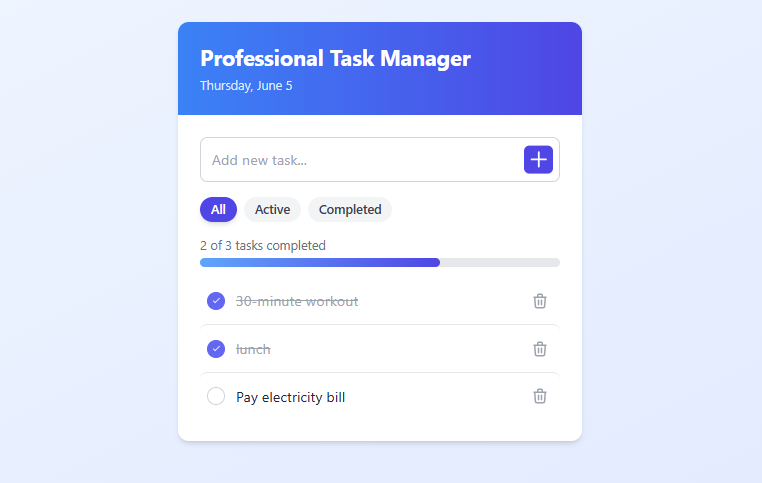 Professional Task Manager
Thursday, June 5
Add new task...
All Active Completed
2 of 3 tasks completed
30-minute workout
lunch
Pay electricity bill